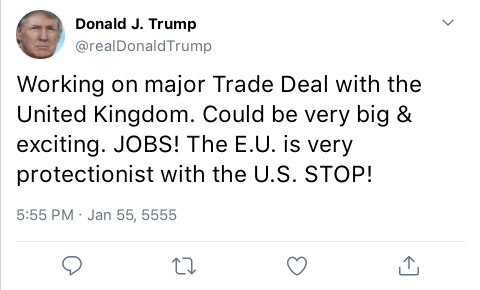 Donald J. Trump
@realDonaldTrump
Working on major Trade Deal with the
United Kingdom. Could be very big &
exciting. JOBS! The E.U. is very
protectionist with the U.S. STOP!
5:55 PM · Jan 55, 5555